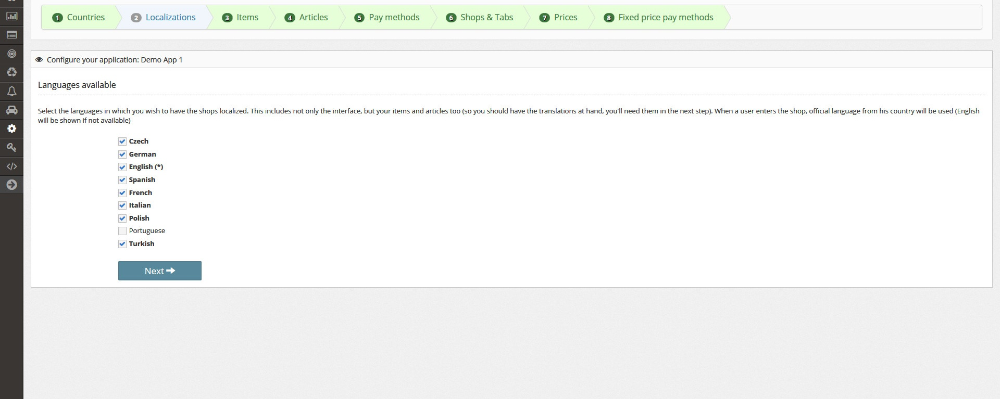 1 Countries 2 Localizations 3 Items 4 Articles 5 Pay methods 6 Shops & Tabs 7 Prices 8 Fixed price pay methods
Configure your application: Demo App 1
Languages available
Select the languages in which you wish to have the shops localized. This includes not only the interface, but your items and articles too (so you should have the translations at hand, you'll need them in the next step). When a user enters the shop, official language from his country will be used (English
will be shown if not available)
Czech
German
English (*)
Spanish
French
Italian
Polish
Portuguese
Turkish
Next